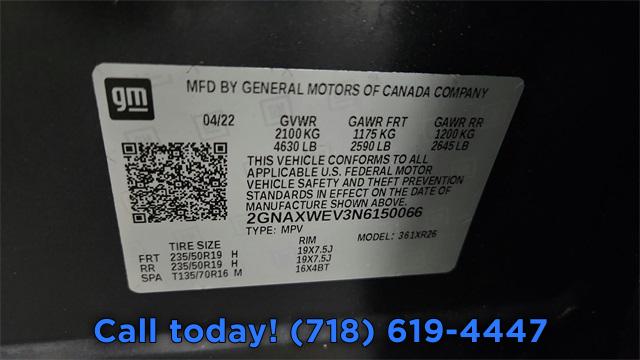 gm
MFD BY GENERAL MOTORS OF CANADA COMPANY
04/22 GVWR GAWR FRT GAWR RR
2100 KG 1175 KG 1200 KG
4630 LB 2590 LB 2645 LB
THIS VEHICLE CONFORMS TO ALL
APPLICABLE U.S. FEDERAL MOTOR
VEHICLE SAFETY AND THEFT PREVENTION
STANDARDS IN EFFECT ON THE DATE OF
MANUFACTURE SHOWN ABOVE.
2GNAXWEV3N6150066
TYPE: MPV MODEL: 361XR26
TIRE SIZE RIM
FRT 235/50R19 H 19X7.5J
RR 235/50R19 H 19X7.5J
SPA T135/70R16 M 16X4BT
Call today! (718) 619-4447